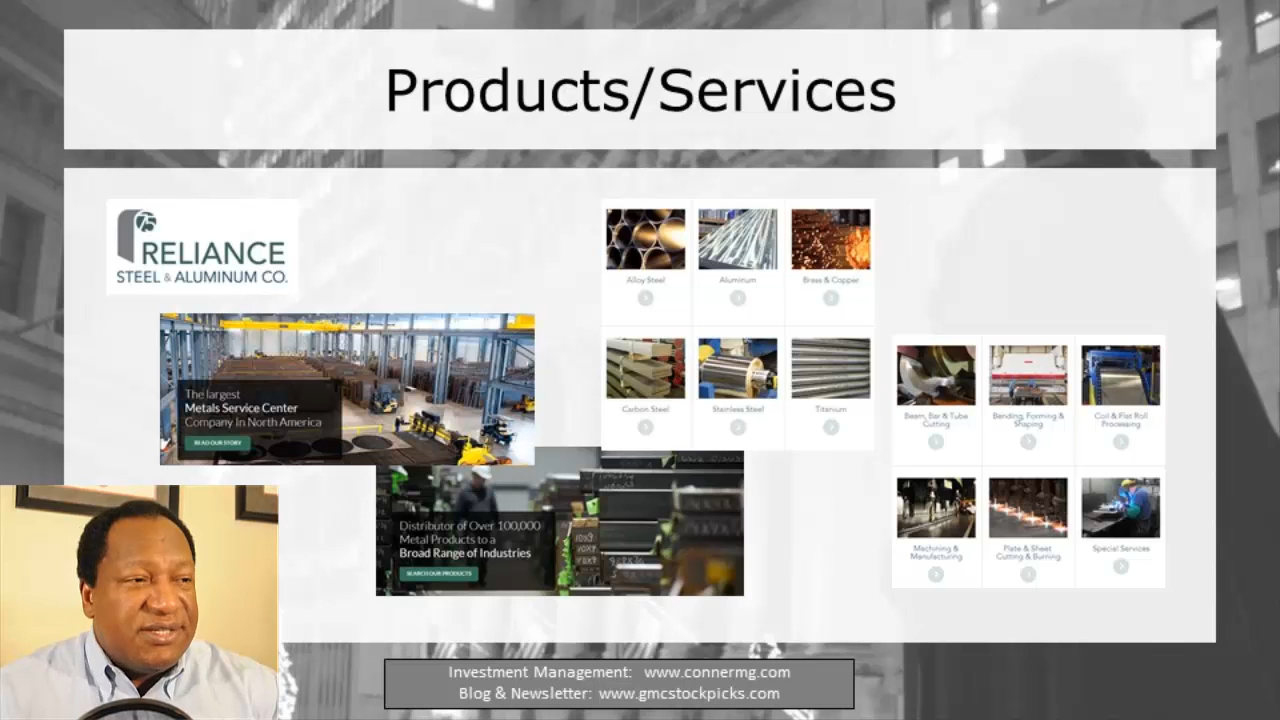 Products/Services
75
RELIANCE
STEEL & ALUMINUM CO.
The largest
Metals Service Center
Company In North America
READ OUR STORY
Distributor of Over 100,000
Metal Products to a
Broad Range of Industries
SEARCH OUR PRODUCTS
Alloy Steel
Aluminum
Brass & Copper
Carbon Steel
Stainless Steel
Titanium
Beam, Bar & Tube
Cutting
Bending, Forming &
Shaping
Coil & Flat Roll
Processing
Machining &
Manufacturing
Plate & Sheet
Cutting & Burning
Special Services
Investment Management: www.connermg.com
Blog & Newsletter: www.gmcstockpicks.com